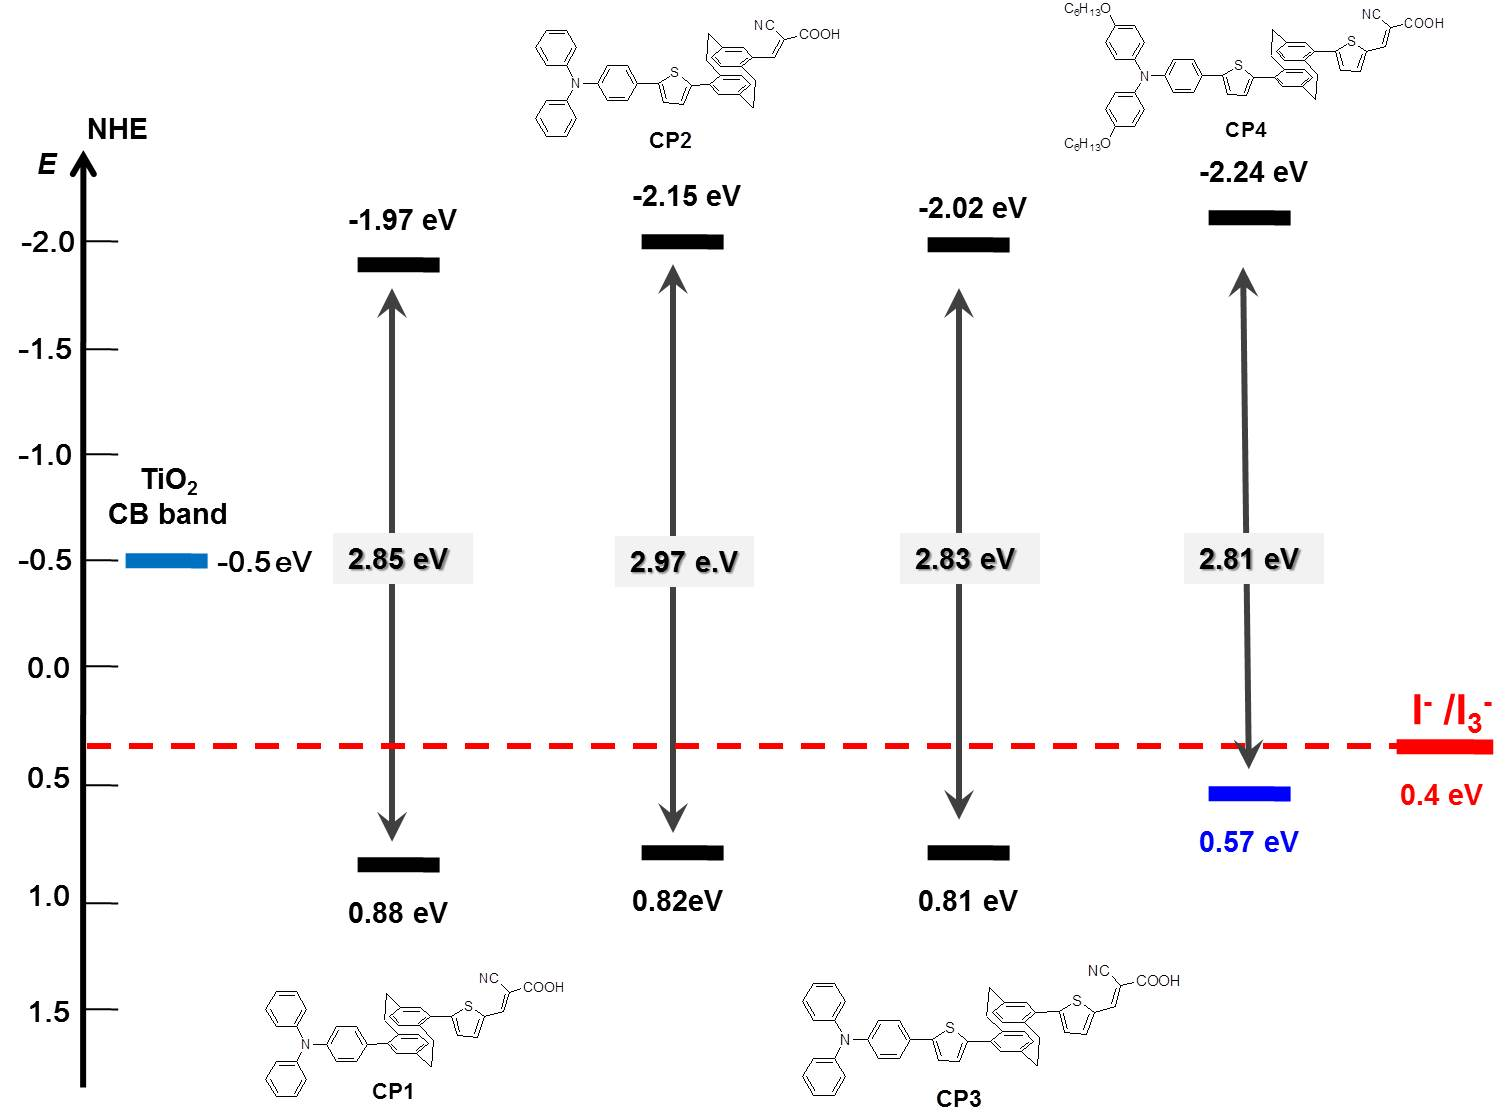 C₆H₁₃O
NC
COOH
S
S
N
C₆H₁₃O
CP4
NC
COOH
S
N
CP2
NHE
E
-2.0
-1.5
-1.0
-0.5
0.0
0.5
1.0
1.5
TiO₂
CB band
-0.5 eV
-1.97 eV
2.85 eV
0.88 eV
-2.15 eV
2.97 e.V
0.82eV
-2.02 eV
2.83 eV
0.81 eV
-2.24 eV
2.81 eV
0.57 eV
I⁻ /I₃⁻
0.4 eV
NC
COOH
S
N
CP1
NC
COOH
S
S
N
CP3